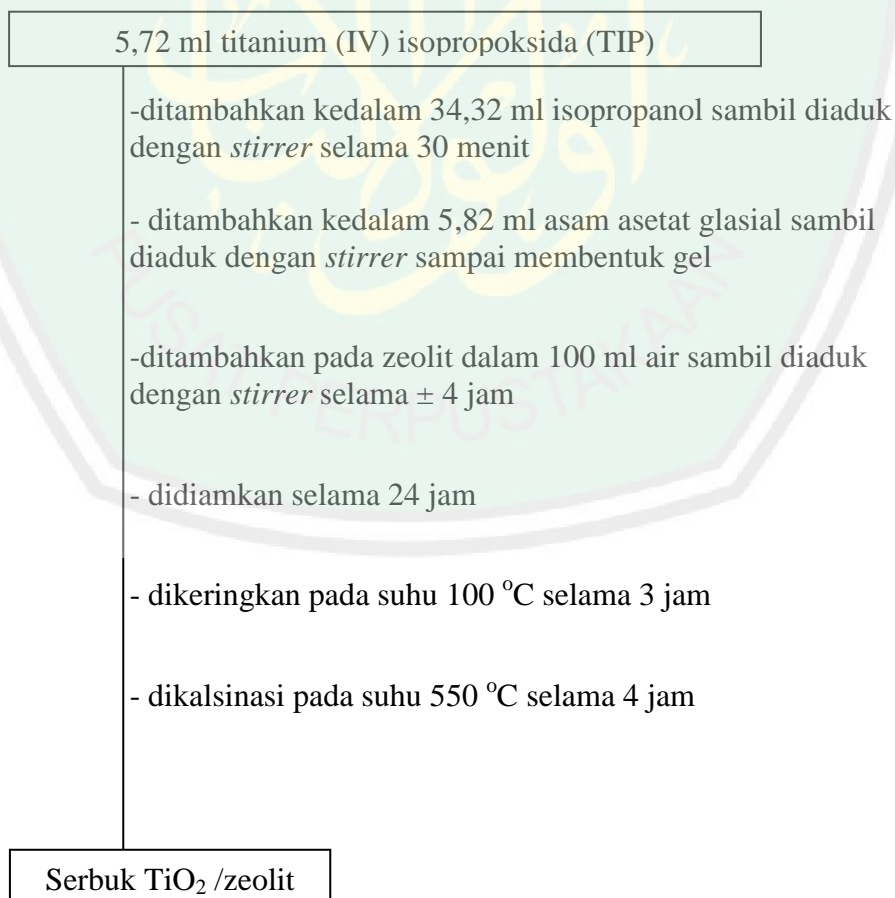 5,72 ml titanium (IV) isopropoksida (TIP)
-ditambahkan kedalam 34,32 ml isopropanol sambil diaduk
dengan stirrer selama 30 menit
- ditambahkan kedalam 5,82 ml asam asetat glasial sambil
diaduk dengan stirrer sampai membentuk gel
-ditambahkan pada zeolit dalam 100 ml air sambil diaduk
dengan stirrer selama ± 4 jam
- didiamkan selama 24 jam
- dikeringkan pada suhu 100 °C selama 3 jam
- dikalsinasi pada suhu 550 °C selama 4 jam
Serbuk TiO₂ /zeolit
PUSAT PERPUSTAKAAN